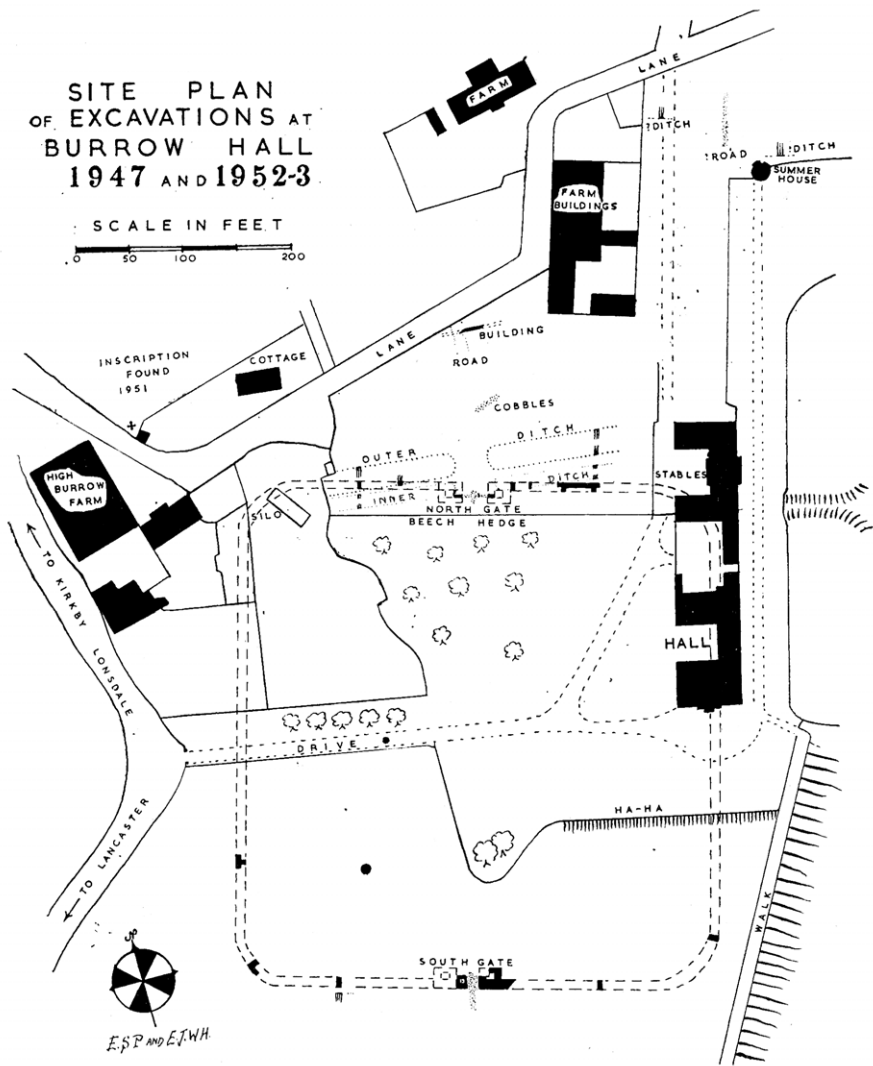 SITE PLAN
OF EXCAVATIONS AT
BURROW HALL
1947 AND 1952-3
SCALE IN FEET
0 50 100 200
FARM
LANE
?DITCH
?ROAD
?DITCH
SUMMER
HOUSE
FARM
BUILDINGS
INSCRIPTION
FOUND
1951
COTTAGE
LANE
BUILDING
ROAD
COBBLES
OUTER
DITCH
HIGH
BURROW
FARM
STABLES
INNER
DITCH
SILO
NORTH GATE
BEECH HEDGE
TO KIRKBY LONSDALE
HALL
DRIVE
HA-HA
TO LANCASTER
WALK
SOUTH GATE
E.S.P AND E.J.W.H.